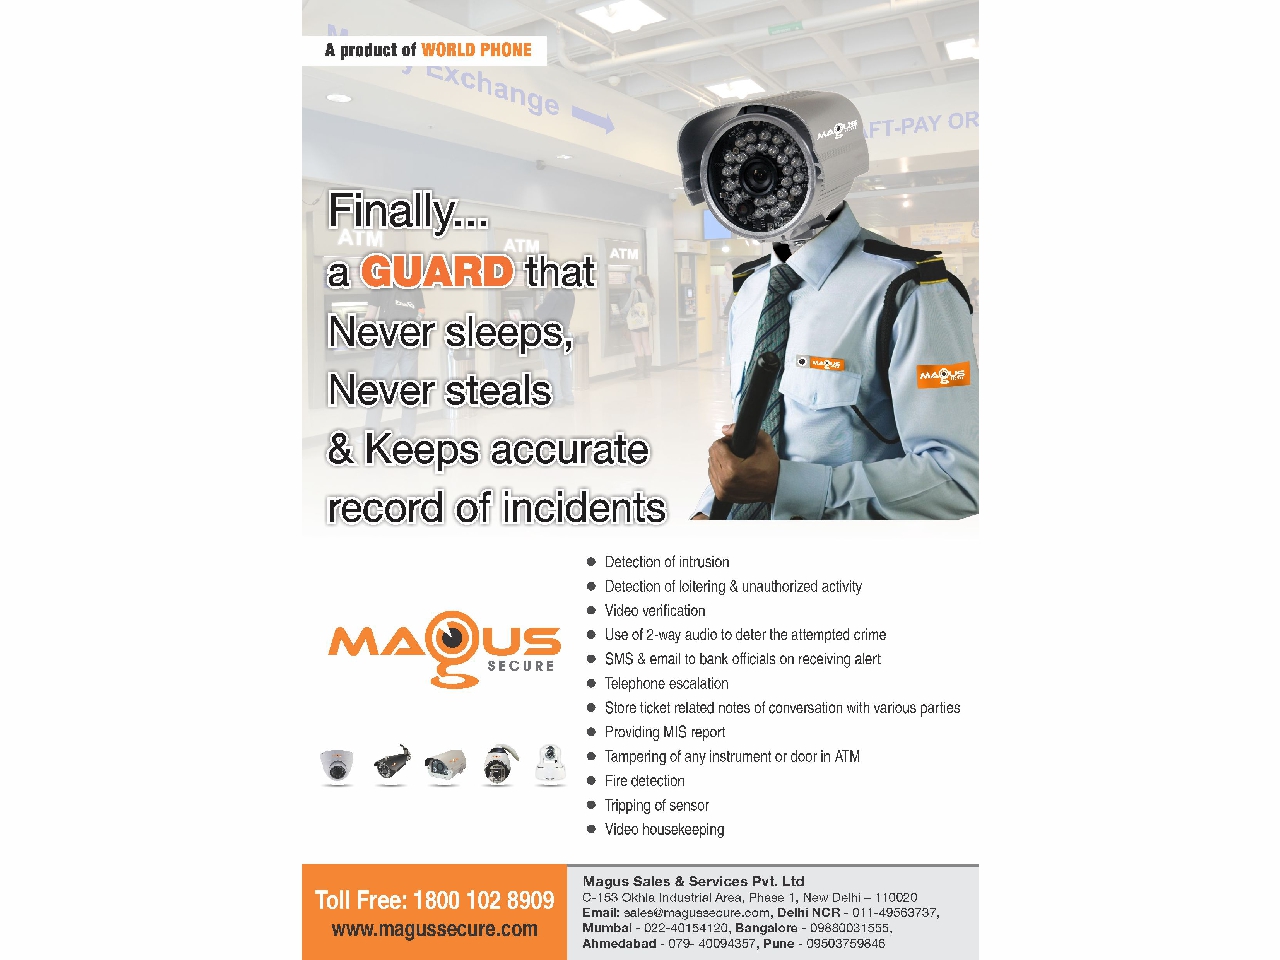 A product of WORLD PHONE
Exchange
AFT-PAY OR
MAGUS
Finally...
ATM
ATM
ATM
a GUARD that
Never sleeps,
MAGUS
Never steals
MAGUS
& Keeps accurate
record of incidents
MAGUS
SECURE
Detection of intrusion
Detection of loitering & unauthorized activity
Video verification
Use of 2-way audio to deter the attempted crime
SMS & email to bank officials on receiving alert
Telephone escalation
Store ticket related notes of conversation with various parties
Providing MIS report
Tampering of any instrument or door in ATM
Fire detection
Tripping of sensor
Video housekeeping
Toll Free: 1800 102 8909
www.magussecure.com
Magus Sales & Services Pvt. Ltd
C-153 Okhla Industrial Area, Phase 1, New Delhi – 110020
Email: sales@magussecure.com, Delhi NCR - 011-49563737,
Mumbai - 022-40154120, Bangalore - 09880031555,
Ahmedabad - 079- 40094357, Pune - 09503759846